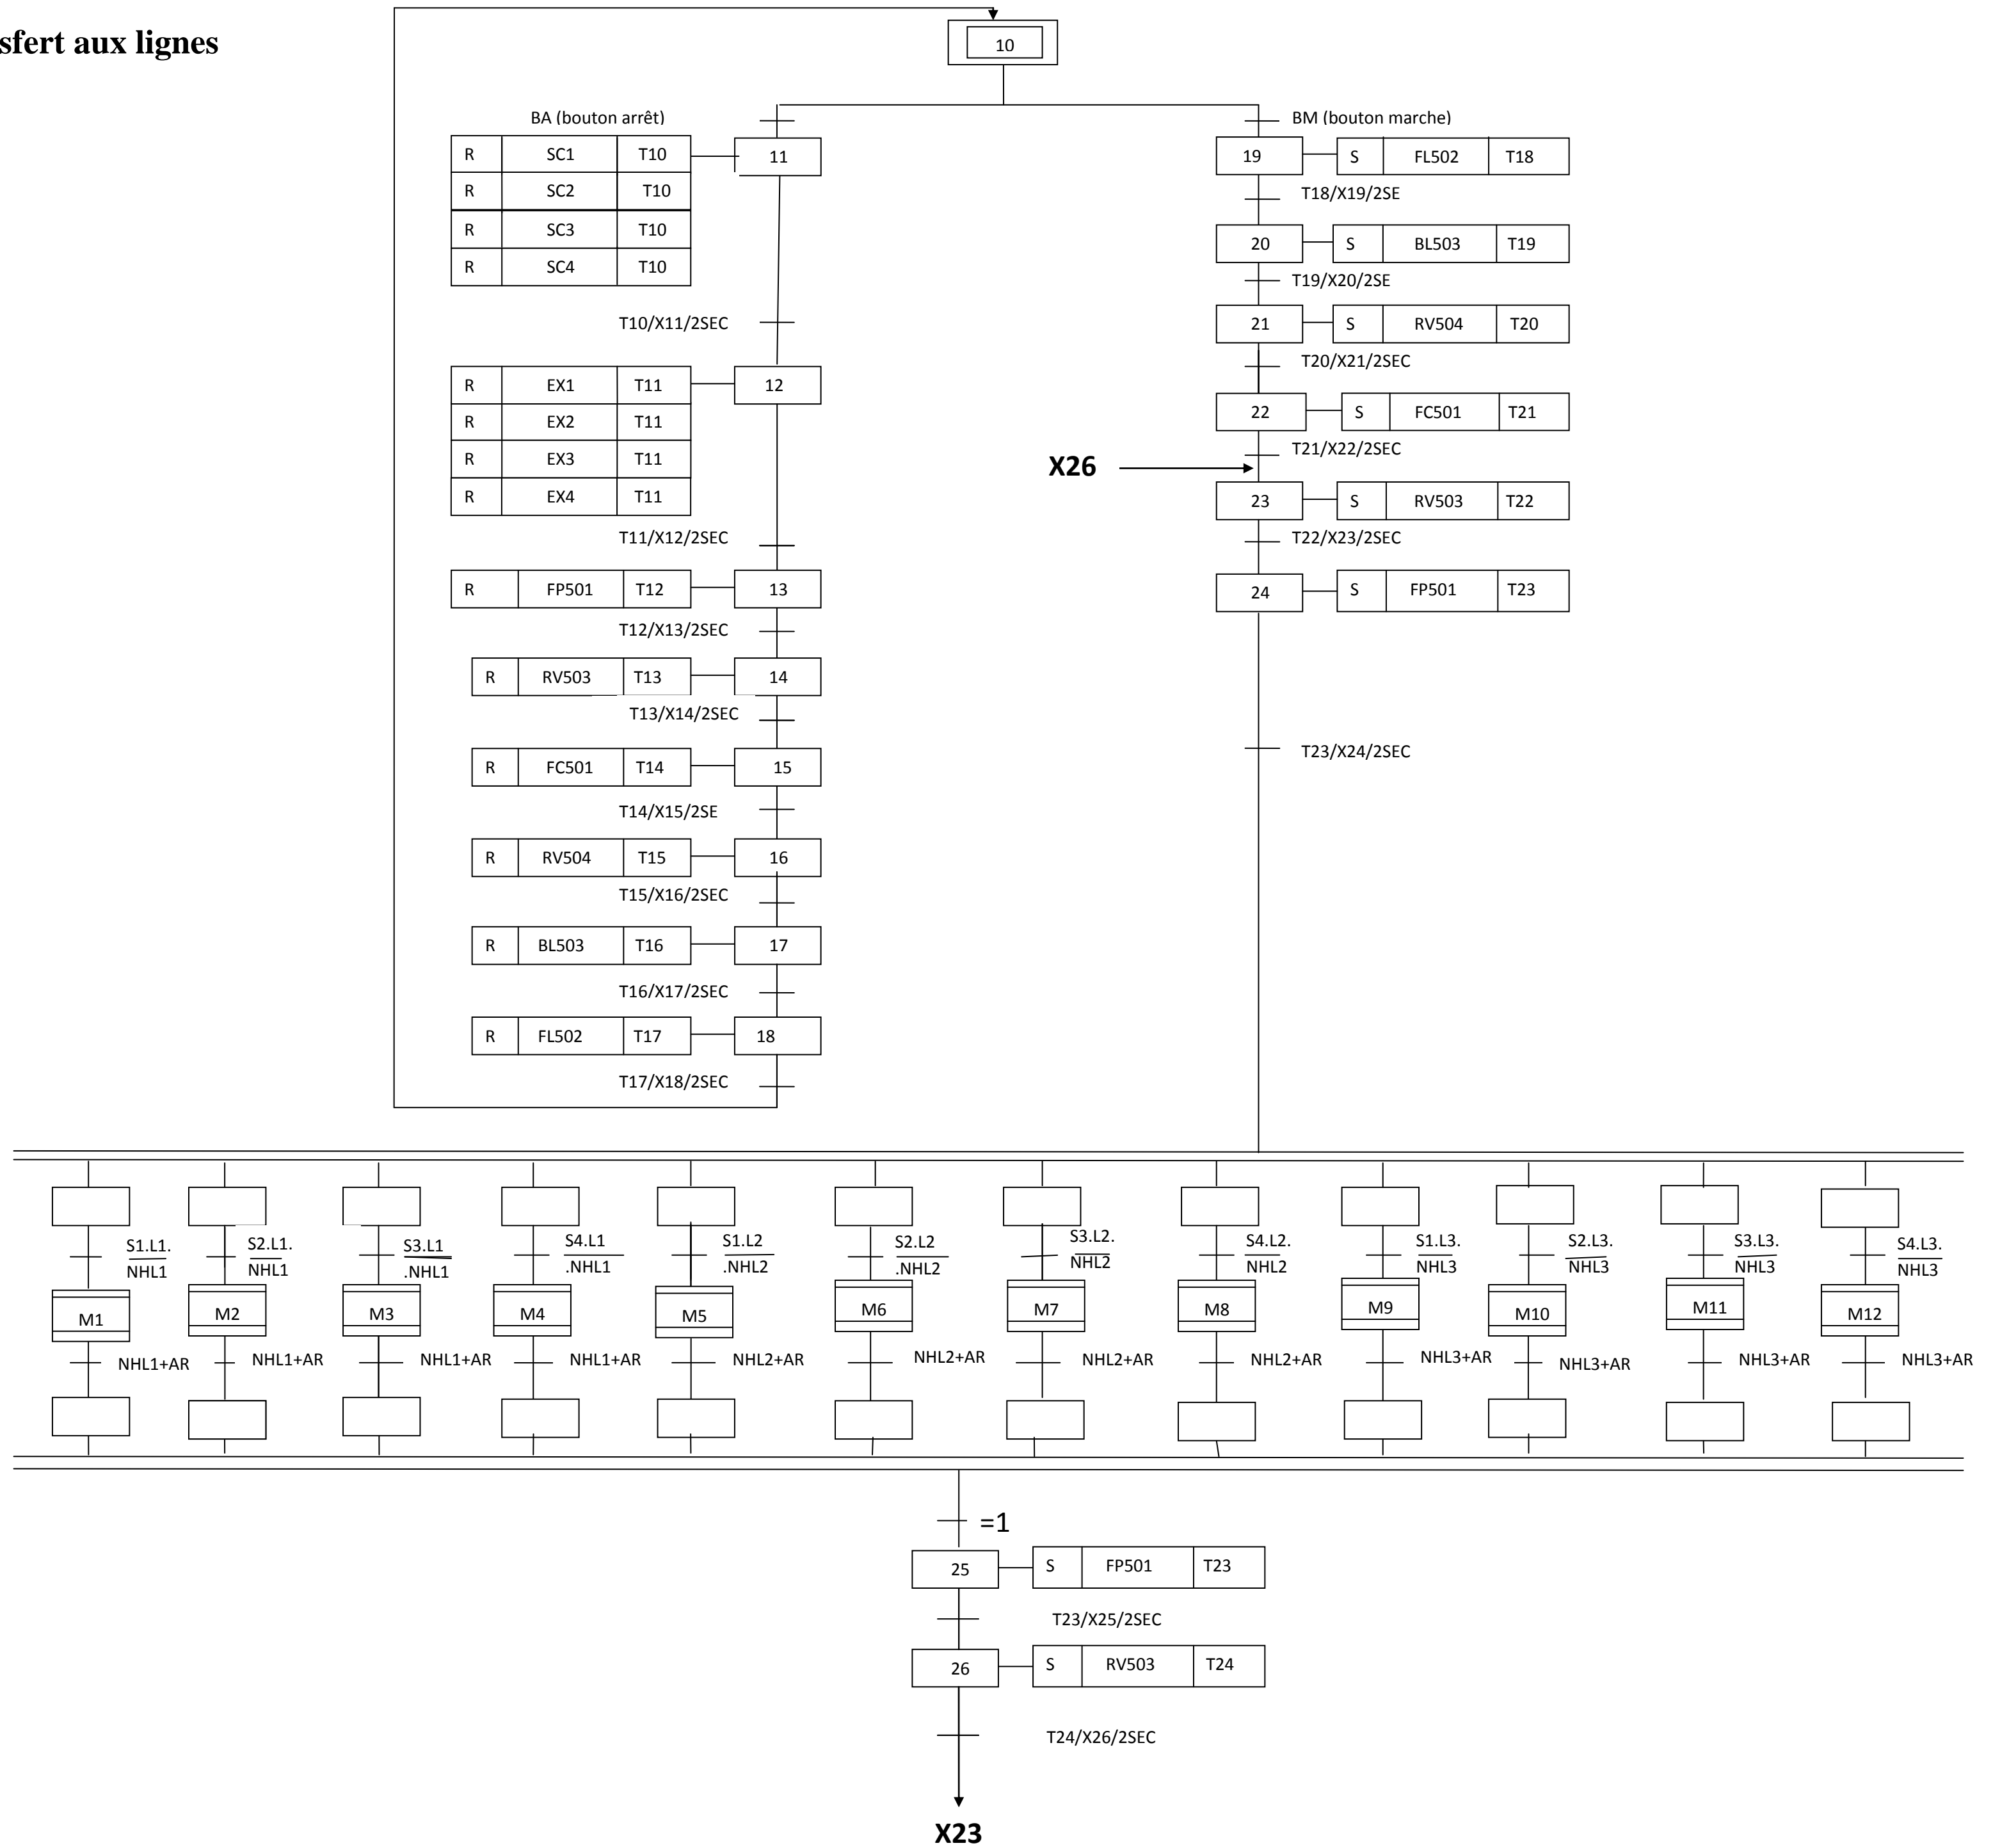 sfert aux lignes
10
BA (bouton arrêt)
BM (bouton marche)
R SC1 T10
11
R SC2 T10
R SC3 T10
R SC4 T10
T10/X11/2SEC
R EX1 T11
12
R EX2 T11
R EX3 T11
R EX4 T11
T11/X12/2SEC
R FP501 T12
13
T12/X13/2SEC
R RV503 T13
14
T13/X14/2SEC
R FC501 T14
15
T14/X15/2SE
R RV504 T15
16
T15/X16/2SEC
R BL503 T16
17
T16/X17/2SEC
R FL502 T17
18
T17/X18/2SEC
19
S FL502 T18
T18/X19/2SE
20
S BL503 T19
T19/X20/2SE
21
S RV504 T20
T20/X21/2SEC
22
S FC501 T21
T21/X22/2SEC
X26
23
S RV503 T22
T22/X23/2SEC
24
S FP501 T23
T23/X24/2SEC
S1.L1.
NHL1
S2.L1.
NHL1
S3.L1
.NHL1
S4.L1
.NHL1
S1.L2
.NHL2
S2.L2
.NHL2
S3.L2.
NHL2
S4.L2.
NHL2
S1.L3.
NHL3
S2.L3.
NHL3
S3.L3.
NHL3
S4.L3.
NHL3
M1
M2
M3
M4
M5
M6
M7
M8
M9
M10
M11
M12
NHL1+AR
NHL1+AR
NHL1+AR
NHL1+AR
NHL2+AR
NHL2+AR
NHL2+AR
NHL2+AR
NHL3+AR
NHL3+AR
NHL3+AR
NHL3+AR
=1
25
S FP501 T23
T23/X25/2SEC
26
S RV503 T24
T24/X26/2SEC
X23